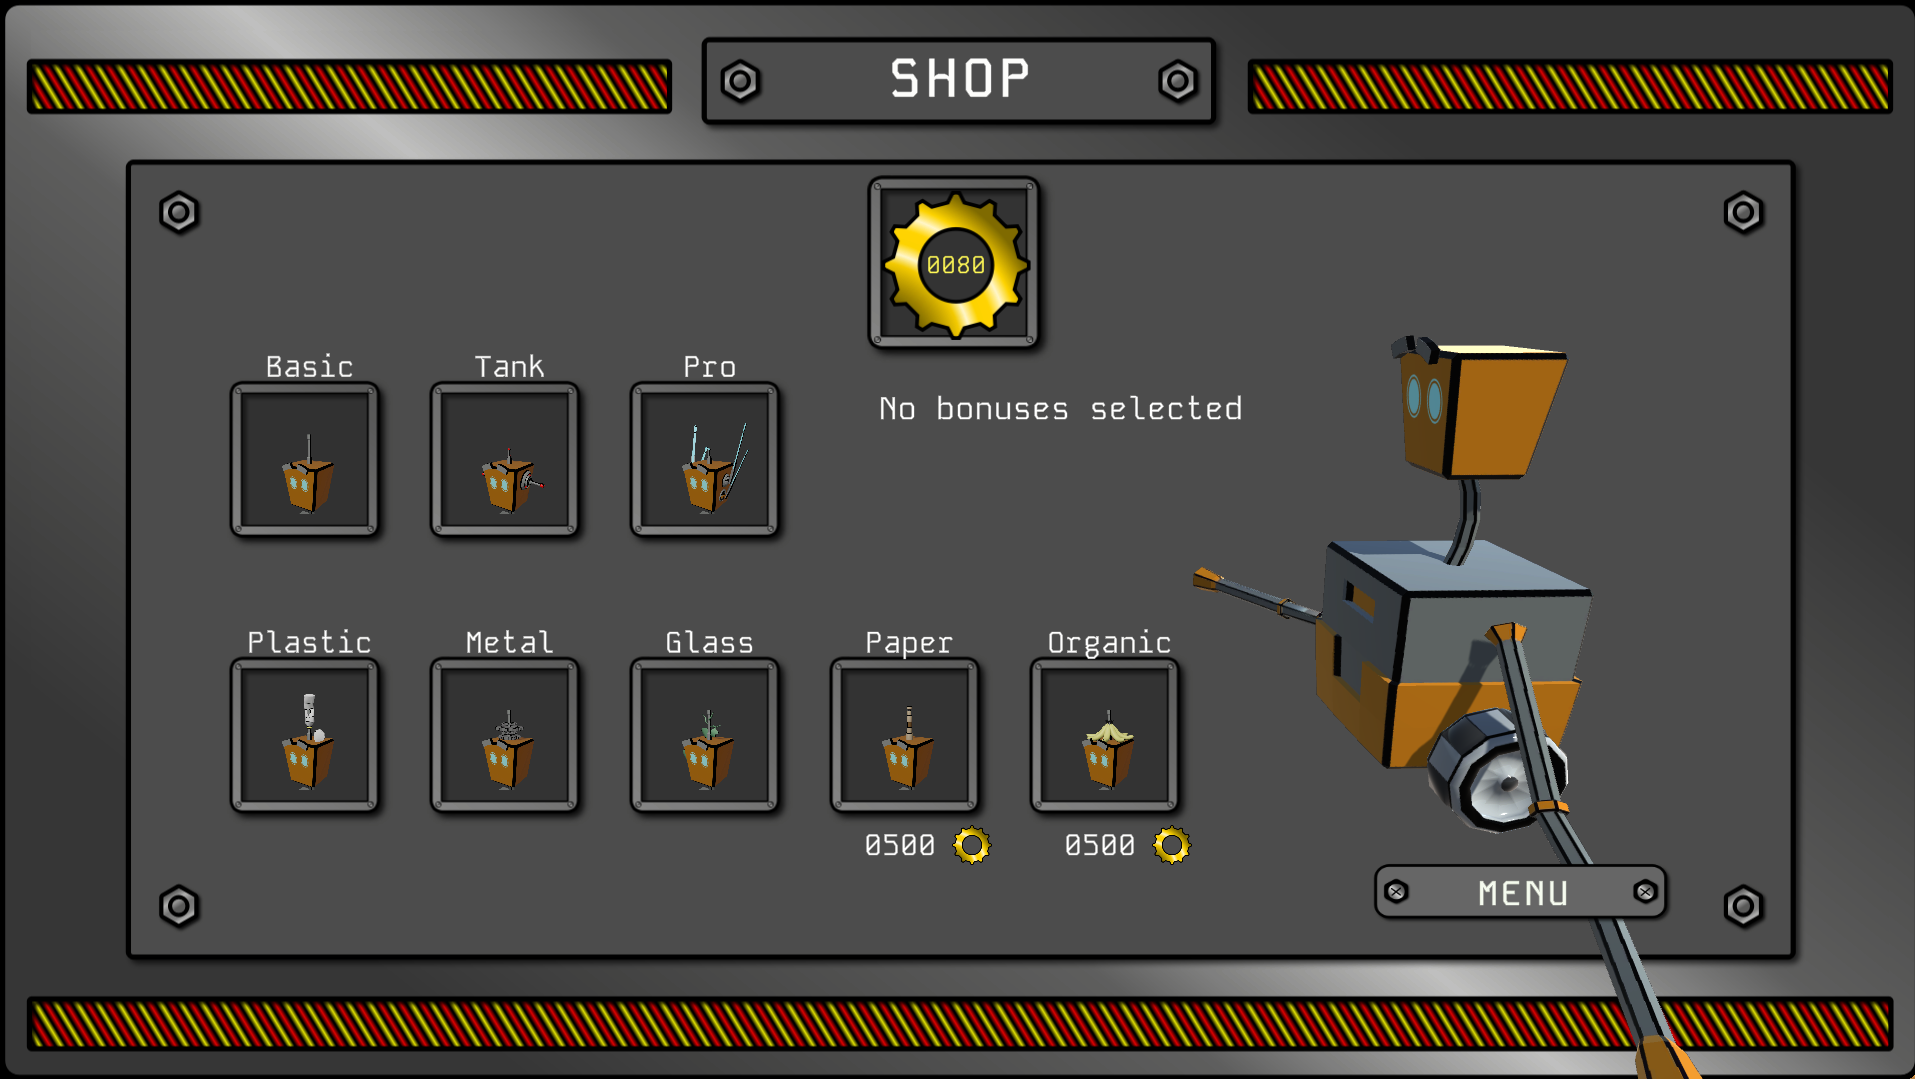 SHOP
0080
Basic
Tank
Pro
No bonuses selected
Plastic
Metal
Glass
Paper
Organic
0500
0500
MENU